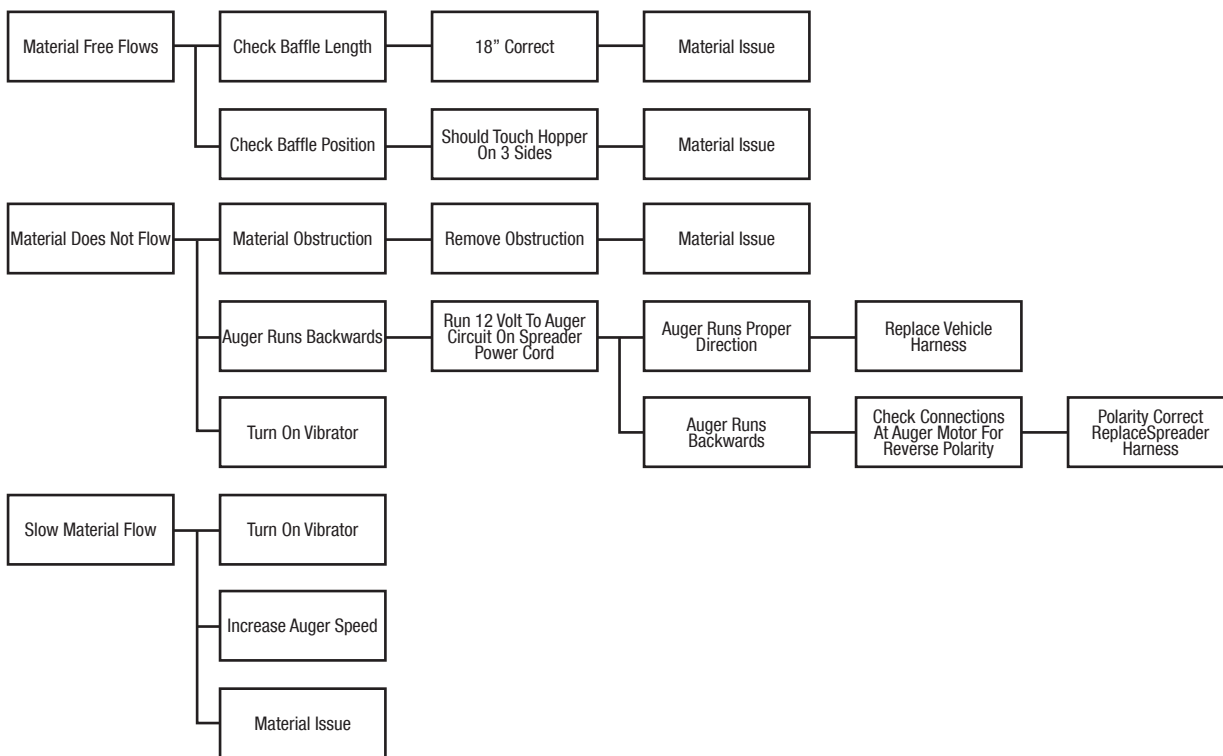 Material Free Flows
Check Baffle Length
18” Correct
Material Issue
Check Baffle Position
Should Touch Hopper
On 3 Sides
Material Issue
Material Does Not Flow
Material Obstruction
Remove Obstruction
Material Issue
Auger Runs Backwards
Run 12 Volt To Auger
Circuit On Spreader
Power Cord
Auger Runs Proper
Direction
Replace Vehicle
Harness
Turn On Vibrator
Auger Runs
Backwards
Check Connections
At Auger Motor For
Reverse Polarity
Polarity Correct
ReplaceSpreader
Harness
Slow Material Flow
Turn On Vibrator
Increase Auger Speed
Material Issue